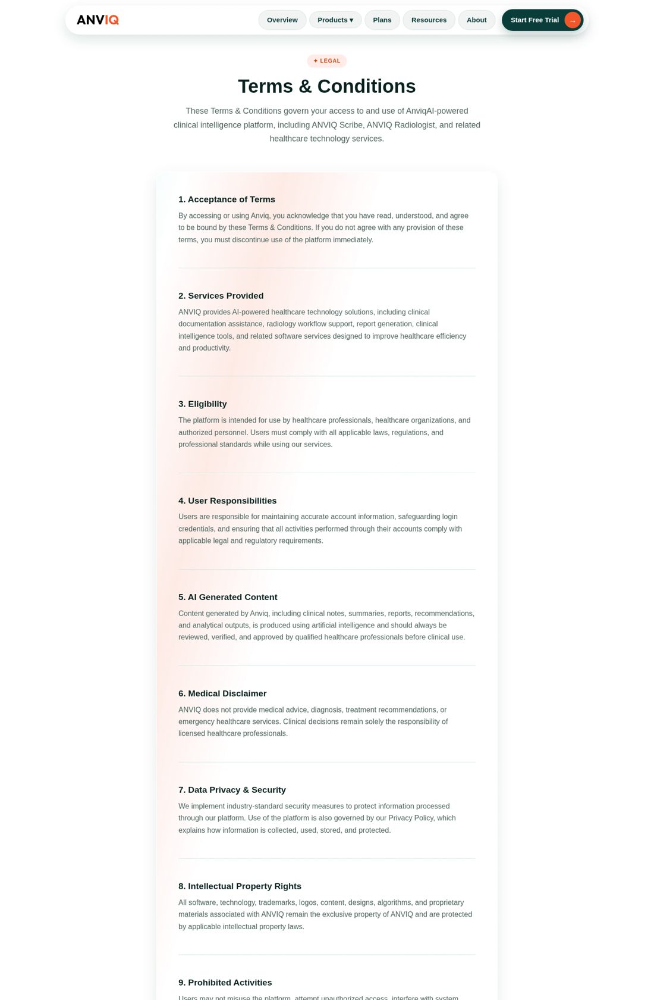 ANVIQ
Overview
Products ▾
Plans
Resources
About
Start Free Trial →
✦ LEGAL
Terms & Conditions
These Terms & Conditions govern your access to and use of AnviqAI-powered
clinical intelligence platform, including ANVIQ Scribe, ANVIQ Radiologist, and related
healthcare technology services.
1. Acceptance of Terms
By accessing or using Anviq, you acknowledge that you have read, understood, and agree
to be bound by these Terms & Conditions. If you do not agree with any provision of these
terms, you must discontinue use of the platform immediately.
2. Services Provided
ANVIQ provides AI-powered healthcare technology solutions, including clinical
documentation assistance, radiology workflow support, report generation, clinical
intelligence tools, and related software services designed to improve healthcare efficiency
and productivity.
3. Eligibility
The platform is intended for use by healthcare professionals, healthcare organizations, and
authorized personnel. Users must comply with all applicable laws, regulations, and
professional standards while using our services.
4. User Responsibilities
Users are responsible for maintaining accurate account information, safeguarding login
credentials, and ensuring that all activities performed through their accounts comply with
applicable legal and regulatory requirements.
5. AI Generated Content
Content generated by Anviq, including clinical notes, summaries, reports, recommendations,
and analytical outputs, is produced using artificial intelligence and should always be
reviewed, verified, and approved by qualified healthcare professionals before clinical use.
6. Medical Disclaimer
ANVIQ does not provide medical advice, diagnosis, treatment recommendations, or
emergency healthcare services. Clinical decisions remain solely the responsibility of
licensed healthcare professionals.
7. Data Privacy & Security
We implement industry-standard security measures to protect information processed
through our platform. Use of the platform is also governed by our Privacy Policy, which
explains how information is collected, used, stored, and protected.
8. Intellectual Property Rights
All software, technology, trademarks, logos, content, designs, algorithms, and proprietary
materials associated with ANVIQ remain the exclusive property of ANVIQ and are protected
by applicable intellectual property laws.
9. Prohibited Activities
Users may not misuse the platform, attempt unauthorized access, interfere with system